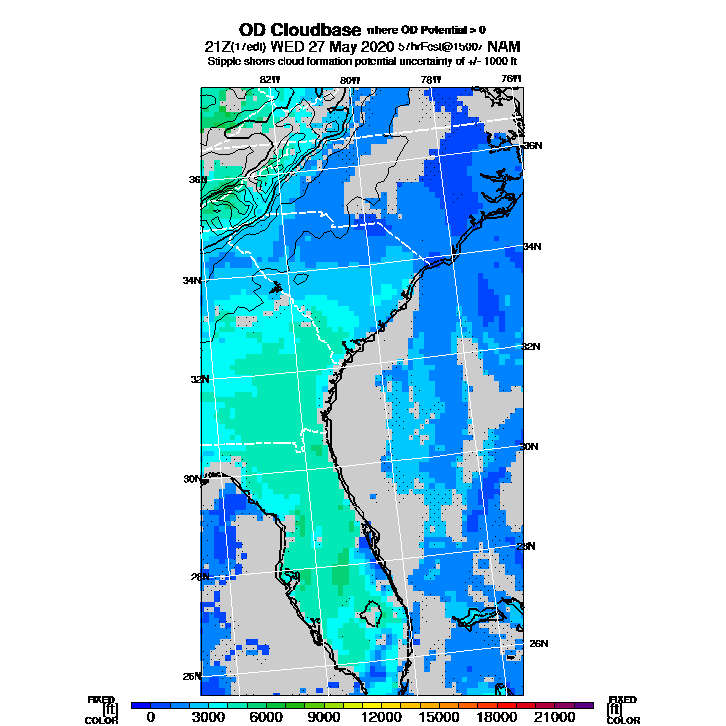 OD Cloudbase where OD Potential > 0
21Z(17edt) WED 27 May 2020 57hrFcst@1500z NAM
Stipple shows cloud formation potential uncertainty of +/- 1000 ft
82W 80W 78W 76W
36N
36N
34N
34N
32N
32N
30N
30N
28N
28N
26N
26N
FIXED
[ft]
COLOR
0 3000 6000 9000 12000 15000 18000 21000
FIXED
[ft]
COLOR